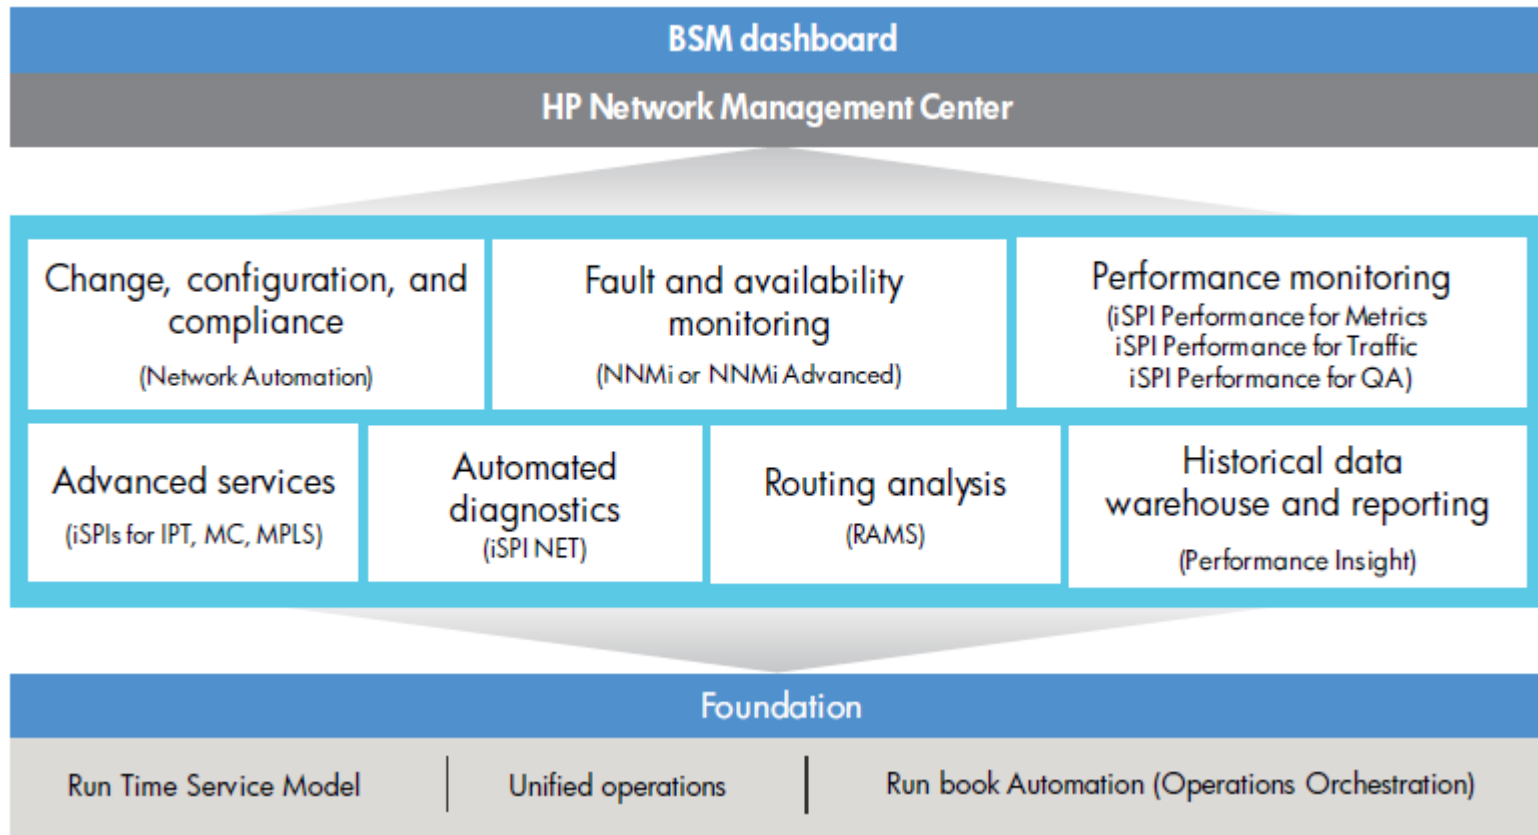 BSM dashboard
HP Network Management Center
Change, configuration, and
compliance
(Network Automation)
Fault and availability
monitoring
(NNMi or NNMi Advanced)
Performance monitoring
(iSPI Performance for Metrics
iSPI Performance for Traffic
iSPI Performance for QA)
Advanced services
(iSPIs for IPT, MC, MPLS)
Automated
diagnostics
(iSPI NET)
Routing analysis
(RAMS)
Historical data
warehouse and reporting
(Performance Insight)
Foundation
Run Time Service Model
Unified operations
Run book Automation (Operations Orchestration)